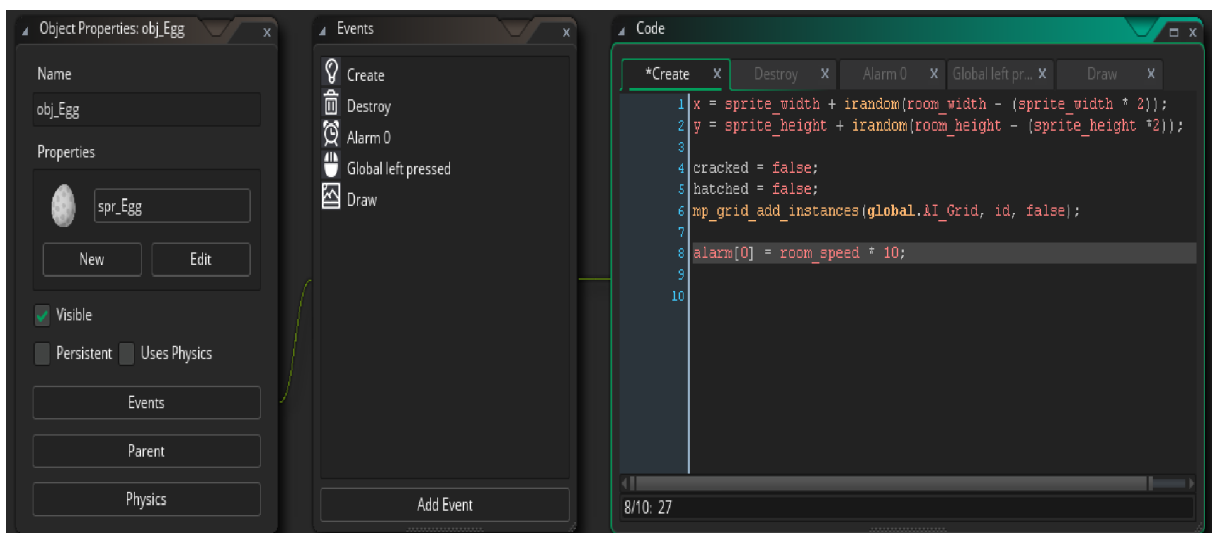 Object Properties: obj_Egg
Name
obj_Egg
Properties
spr_Egg
New Edit
Visible
Persistent Uses Physics
Events
Parent
Physics
Events
Create
Destroy
Alarm 0
Global left pressed
Draw
Add Event
Code
*Create X Destroy X Alarm 0 X Global left pr... X Draw X
1 x = sprite_width + irandom(room_width - (sprite_width * 2));
2 y = sprite_height + irandom(room_height - (sprite_height *2));
3
4 cracked = false;
5 hatched = false;
6 mp_grid_add_instances(global.AI_Grid, id, false);
7
8 alarm[0] = room_speed * 10;
9
10
8/10: 27